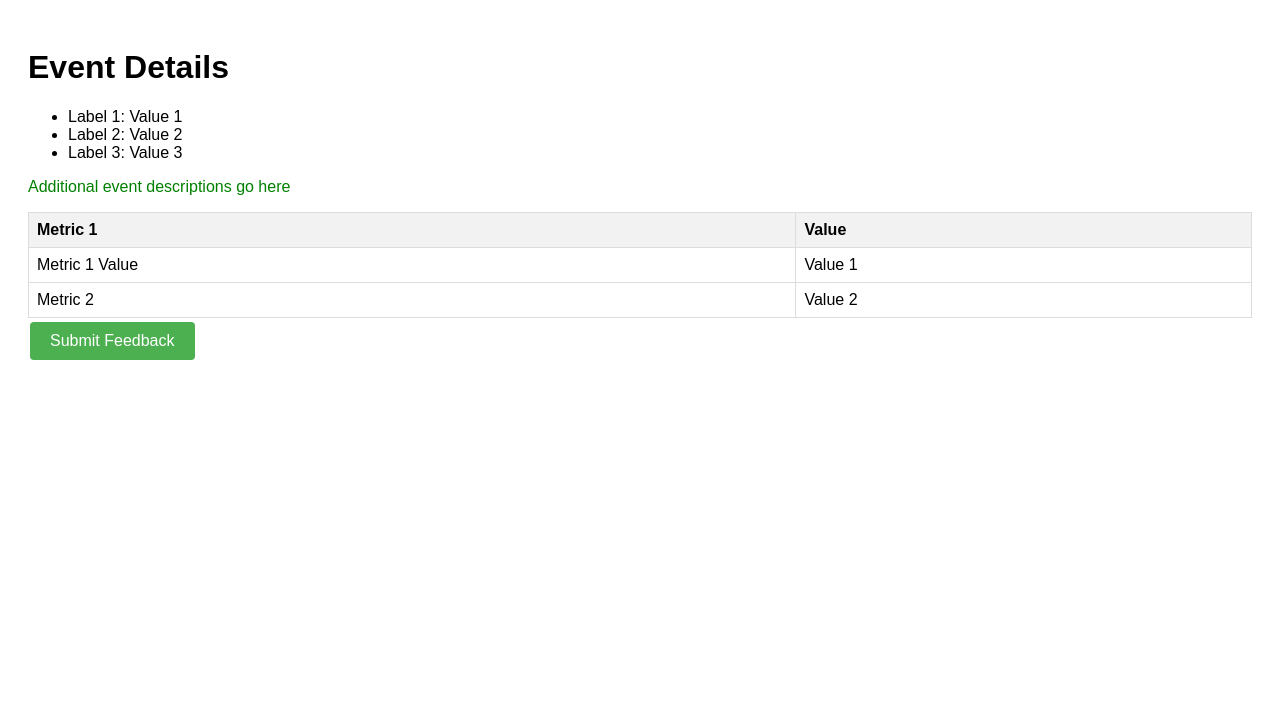 Event Details
Label 1: Value 1
Label 2: Value 2
Label 3: Value 3
Additional event descriptions go here
Metric 1 Value
Metric 1 Value Value 1
Metric 2 Value 2
Submit Feedback